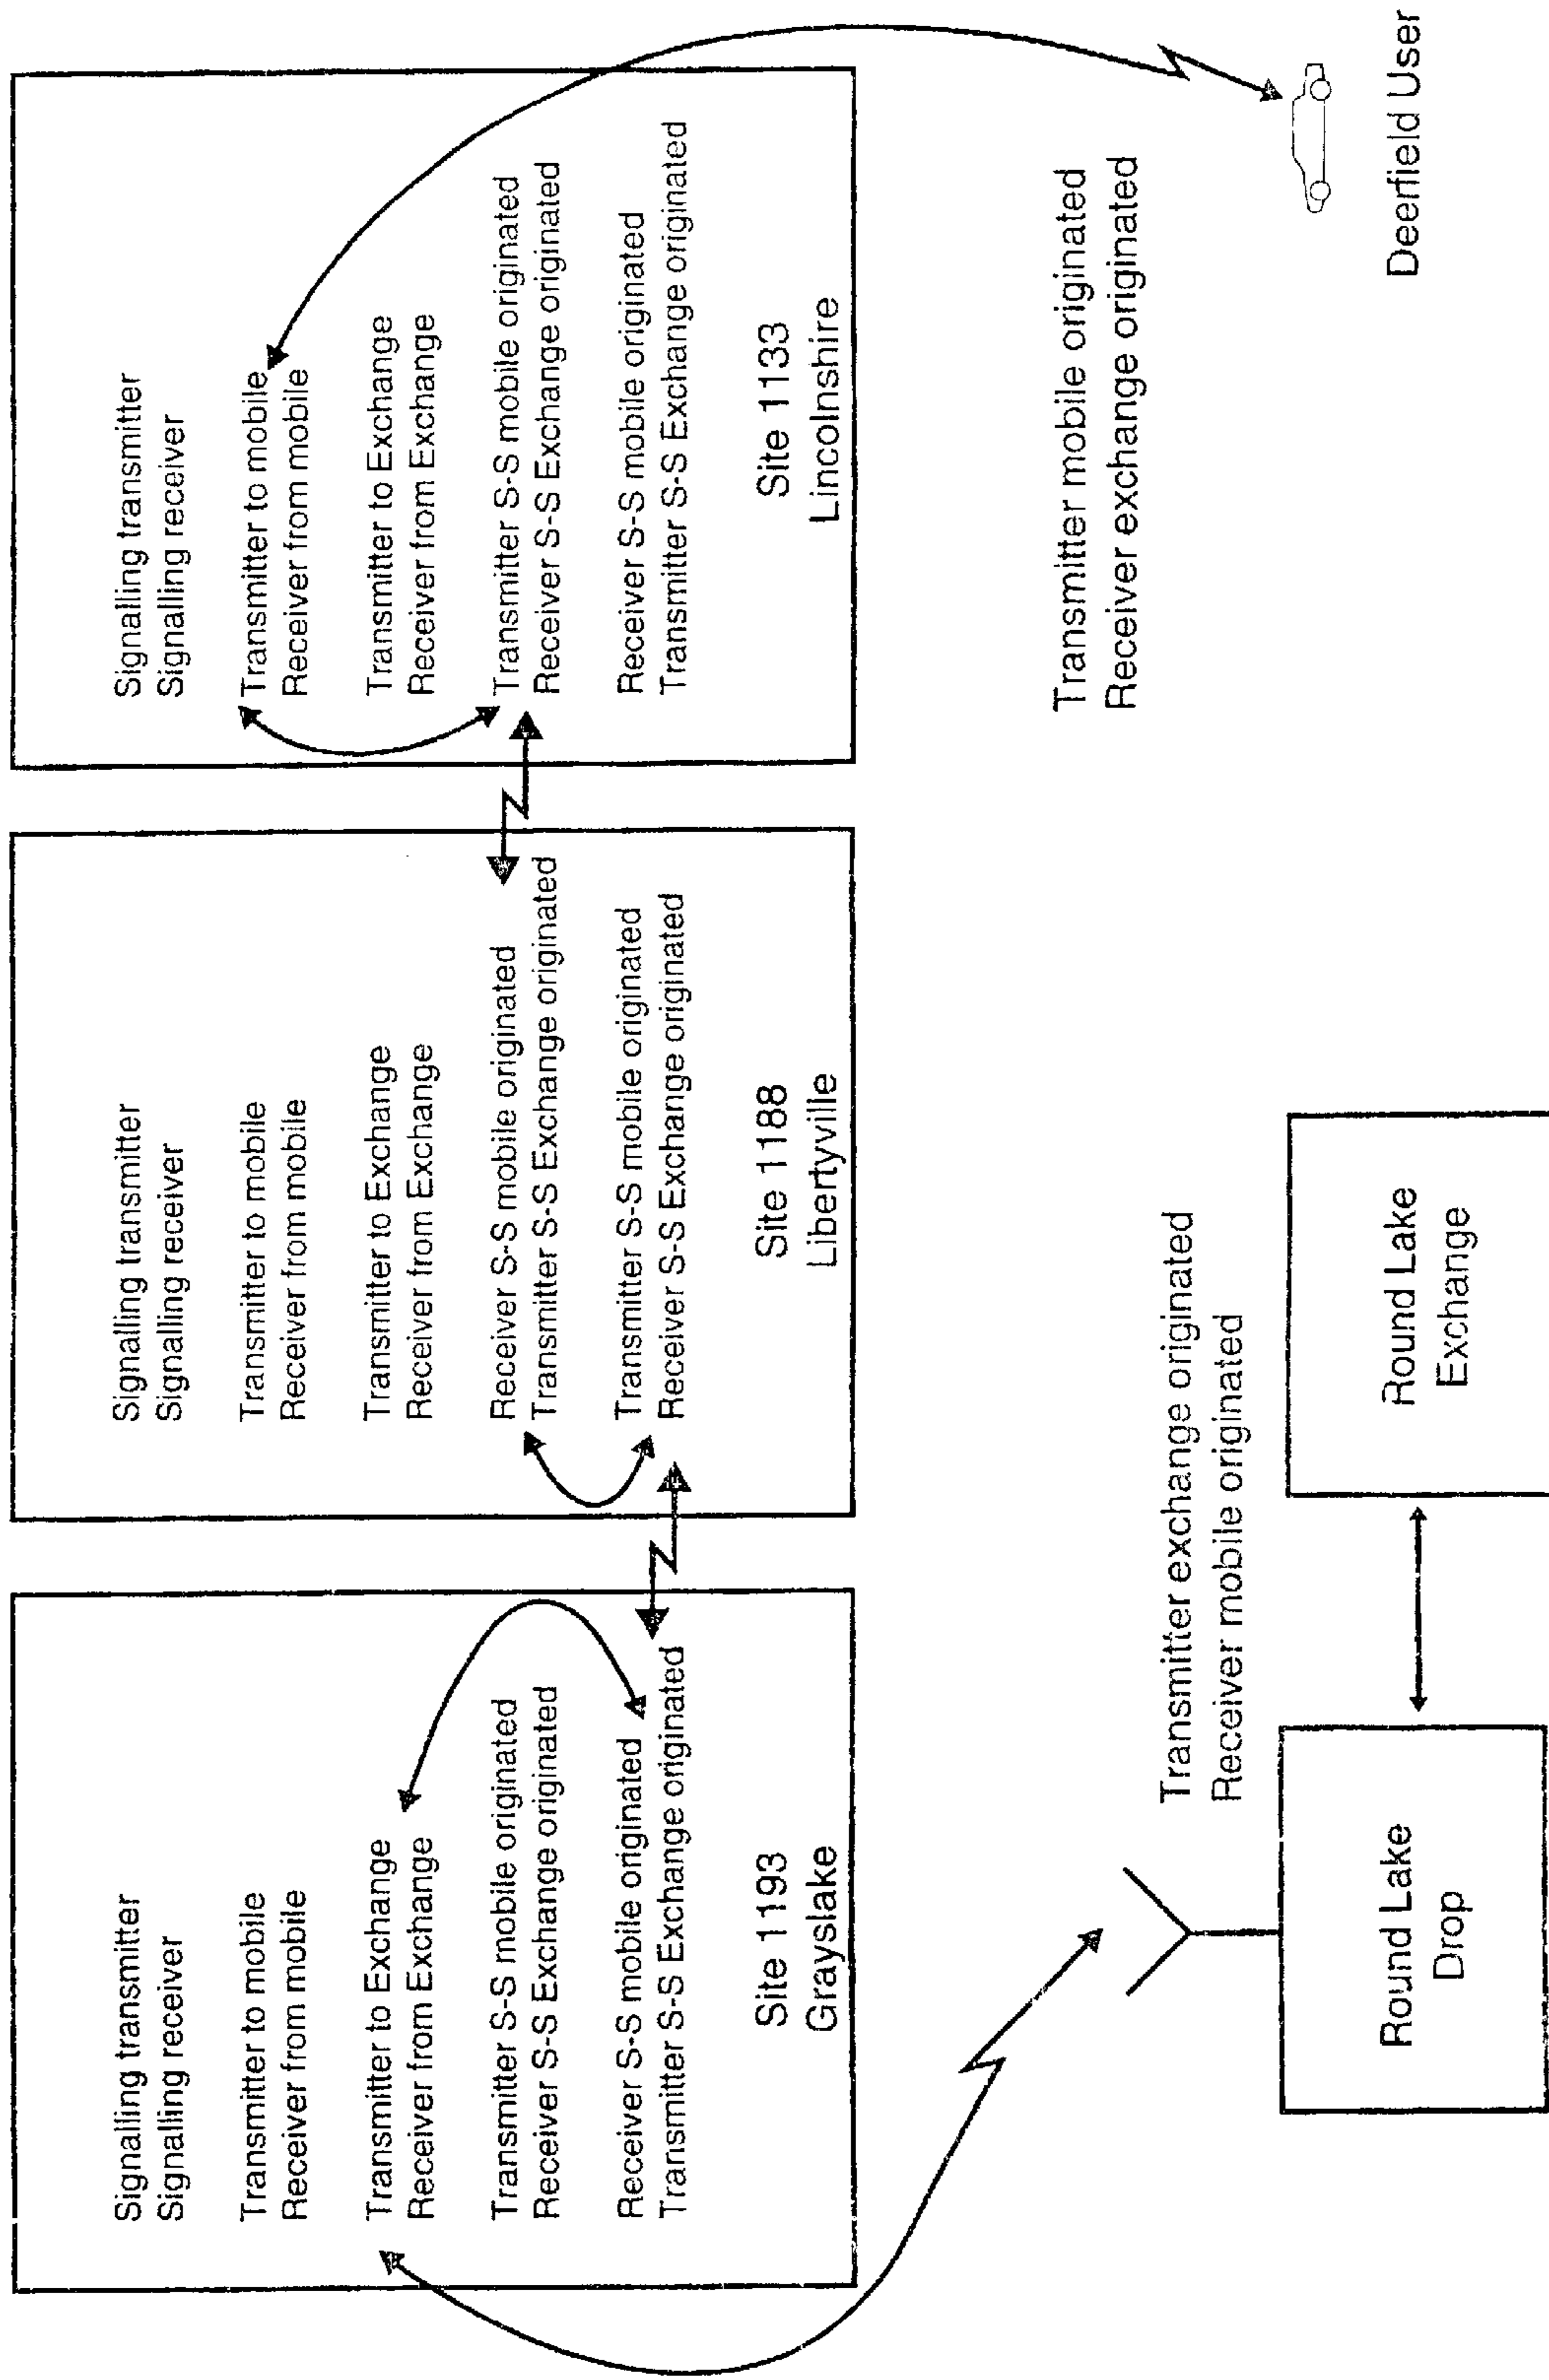 Signalling transmitter
Signalling receiver
Transmitter to mobile
Receiver from mobile
Transmitter to Exchange
Receiver from Exchange
Transmitter S-S mobile originated
Receiver S-S Exchange originated
Receiver S-S mobile originated
Transmitter S-S Exchange originated
Site 1193
Grayslake
Signalling transmitter
Signalling receiver
Transmitter to mobile
Receiver from mobile
Transmitter to Exchange
Receiver from Exchange
Receiver S-S mobile originated
Transmitter S-S Exchange originated
Transmitter S-S mobile originated
Receiver S-S Exchange originated
Site 1188
Libertyville
Signalling transmitter
Signalling receiver
Transmitter to mobile
Receiver from mobile
Transmitter to Exchange
Receiver from Exchange
Transmitter S-S mobile originated
Receiver S-S Exchange originated
Receiver S-S mobile originated
Transmitter S-S Exchange originated
Site 1133
Lincolnshire
Transmitter exchange originated
Receiver mobile originated
Round Lake
Drop
Round Lake
Exchange
Transmitter mobile originated
Receiver exchange originated
Deerfield User